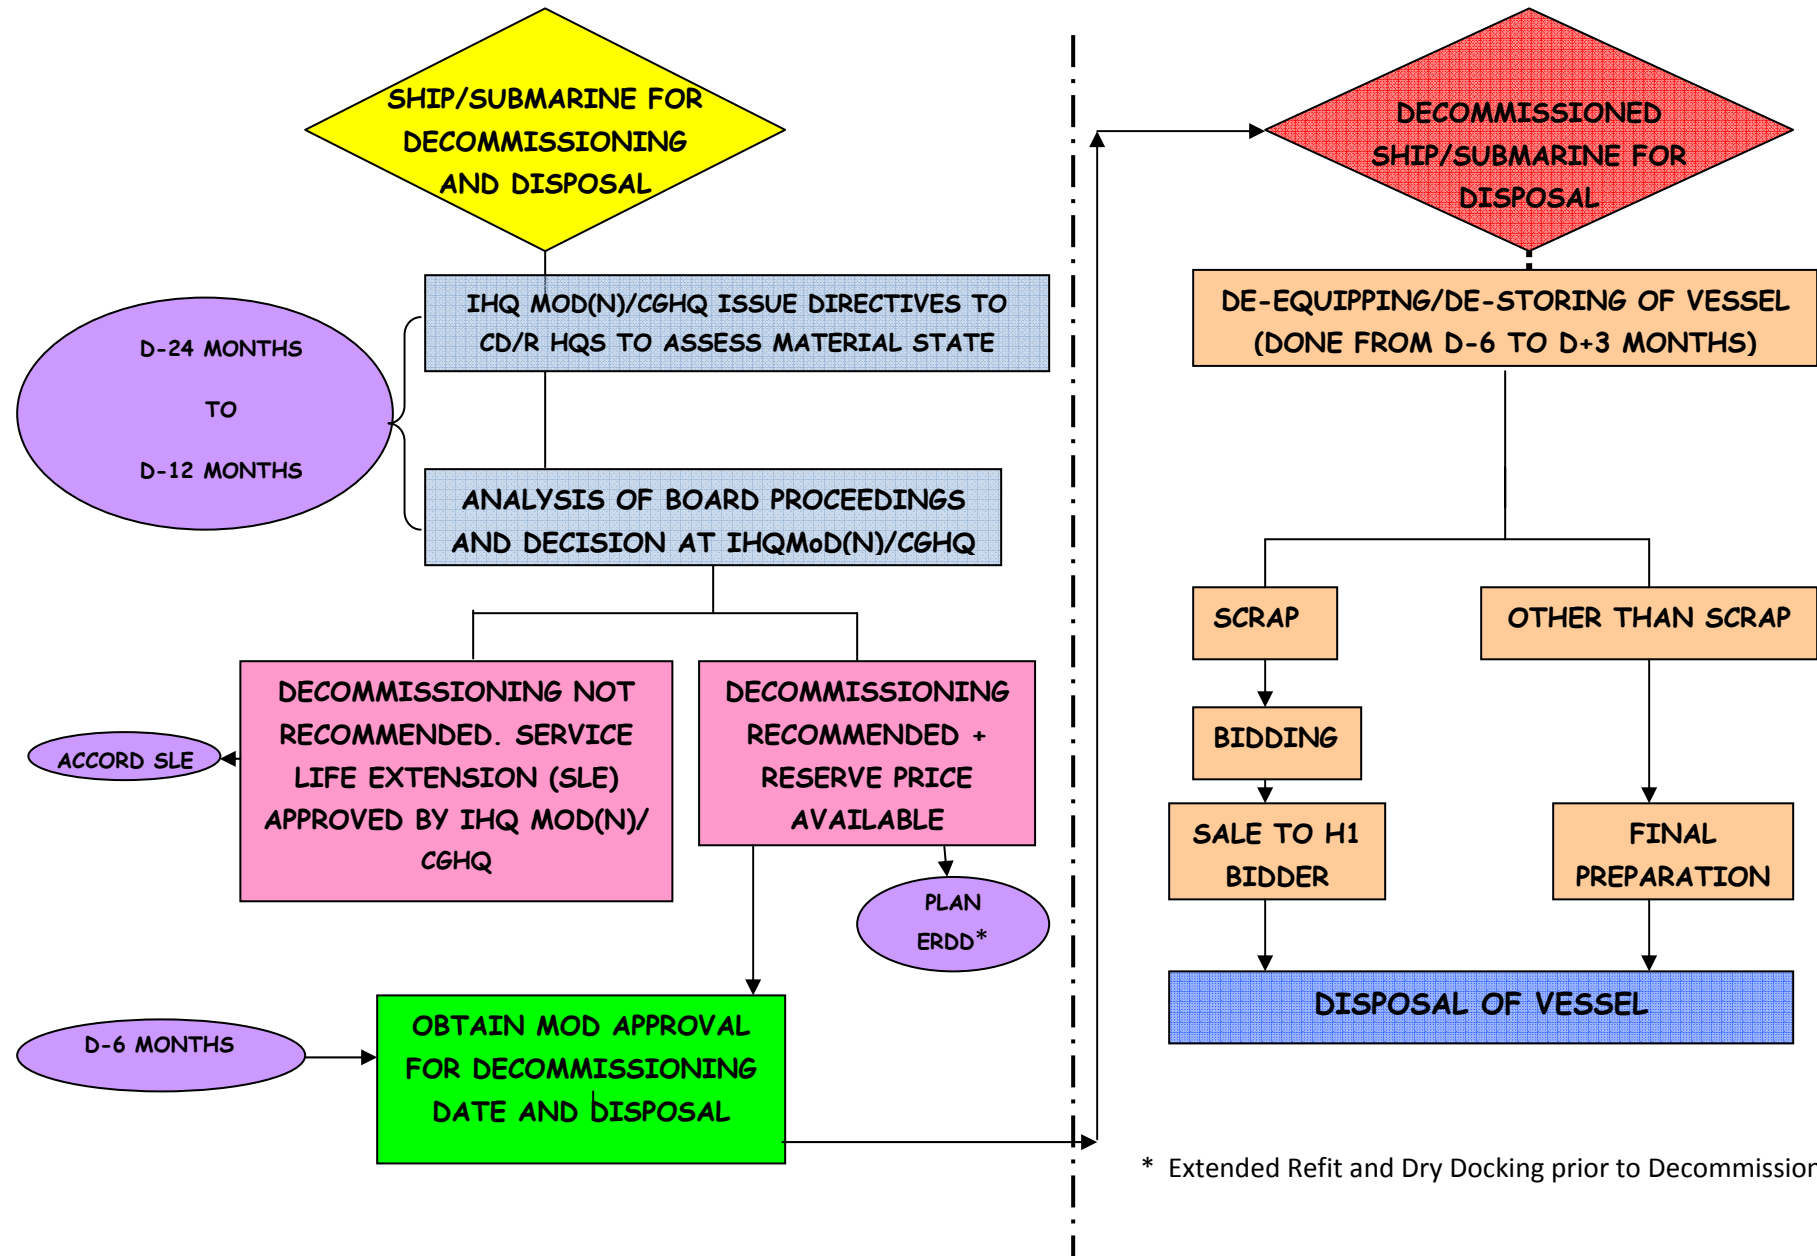 SHIP/SUBMARINE FOR
DECOMMISSIONING
AND DISPOSAL
IHQ MOD(N)/CGHQ ISSUE DIRECTIVES TO
CD/R HQS TO ASSESS MATERIAL STATE
D-24 MONTHS
TO
D-12 MONTHS
ANALYSIS OF BOARD PROCEEDINGS
AND DECISION AT IHQMoD(N)/CGHQ
DECOMMISSIONING NOT
RECOMMENDED. SERVICE
LIFE EXTENSION (SLE)
APPROVED BY IHQ MOD(N)/
CGHQ
ACCORD SLE
DECOMMISSIONING
RECOMMENDED +
RESERVE PRICE
AVAILABLE
PLAN
ERDD*
D-6 MONTHS
OBTAIN MOD APPROVAL
FOR DECOMMISSIONING
DATE AND DISPOSAL
DECOMMISSIONED
SHIP/SUBMARINE FOR
DISPOSAL
DE-EQUIPPING/DE-STORING OF VESSEL
(DONE FROM D-6 TO D+3 MONTHS)
SCRAP
OTHER THAN SCRAP
BIDDING
SALE TO H1
BIDDER
FINAL
PREPARATION
DISPOSAL OF VESSEL
* Extended Refit and Dry Docking prior to Decommission